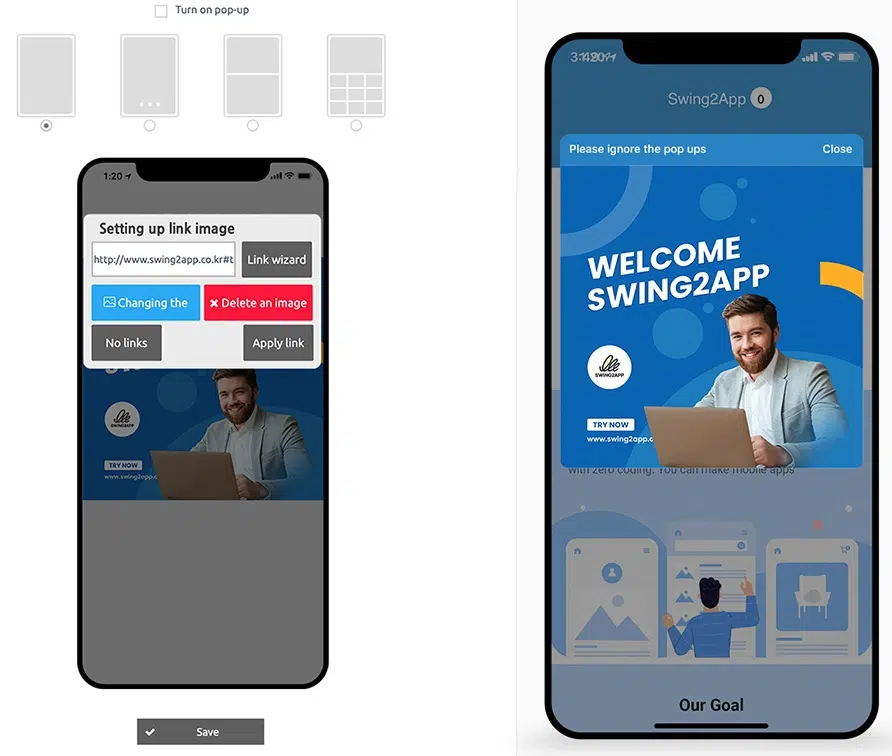 Turn on pop-up
1:20
Setting up link image
http://www.swing2app.co.kr#t
Link wizard
Changing the
Delete an image
No links
Apply link
SWING2APP
TRY NOW
www.swing2app.c
Save
Swing2App 0
Please ignore the pop ups
Close
WELCOME
SWING2APP
SWING2APP
TRY NOW
www.swing2app.c
with zero coding. You can make mobile apps
Our Goal